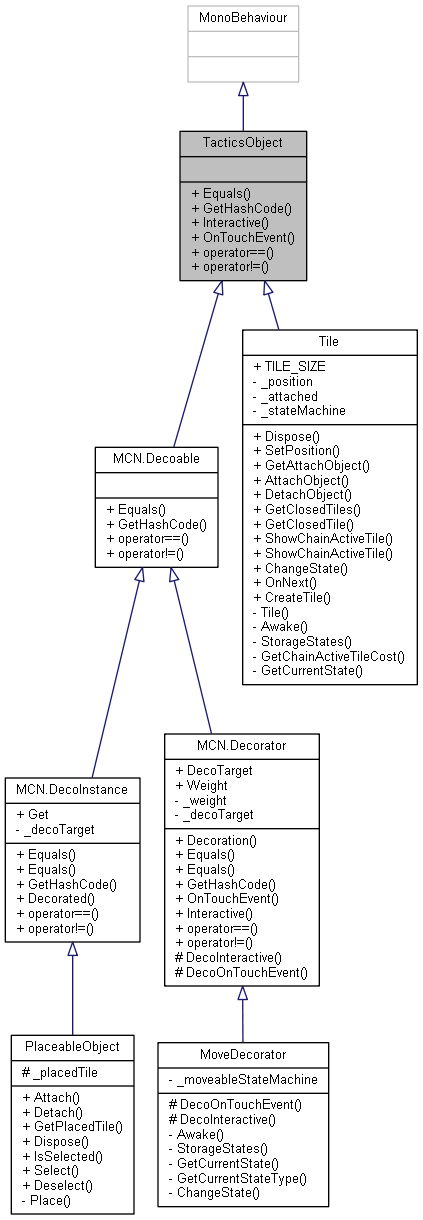 MonoBehaviour
TacticsObject
+ Equals()
+ GetHashCode()
+ Interactive()
+ OnTouchEvent()
+ operator==()
+ operator!=()
Tile
+ TILE_SIZE
- _position
- _attached
- _stateMachine
+ Dispose()
+ SetPosition()
+ GetAttachObject()
+ AttachObject()
+ DetachObject()
+ GetClosedTiles()
+ GetClosedTile()
+ ShowChainActiveTile()
+ ShowChainActiveTile()
+ ChangeState()
+ OnNext()
+ CreateTile()
- Tile()
- Awake()
- StorageStates()
- GetChainActiveTileCost()
- GetCurrentState()
MCN.Decoable
+ Equals()
+ GetHashCode()
+ operator==()
+ operator!=()
MCN.Decorator
+ DecoTarget
+ Weight
- _weight
- _decoTarget
+ Decoration()
+ Equals()
+ Equals()
+ GetHashCode()
+ OnTouchEvent()
+ Interactive()
+ operator==()
+ operator!=()
# DecoInteractive()
# DecoOnTouchEvent()
MCN.DecoInstance
+ Get
- _decoTarget
+ Equals()
+ Equals()
+ GetHashCode()
+ Decorated()
+ operator==()
+ operator!=()
PlaceableObject
# _placedTile
+ Attach()
+ Detach()
+ GetPlacedTile()
+ Dispose()
+ IsSelected()
+ Select()
+ Deselect()
- Place()
MoveDecorator
- _moveableStateMachine
# DecoOnTouchEvent()
# DecoInteractive()
- Awake()
- StorageStates()
- GetCurrentState()
- GetCurrentStateType()
- ChangeState()